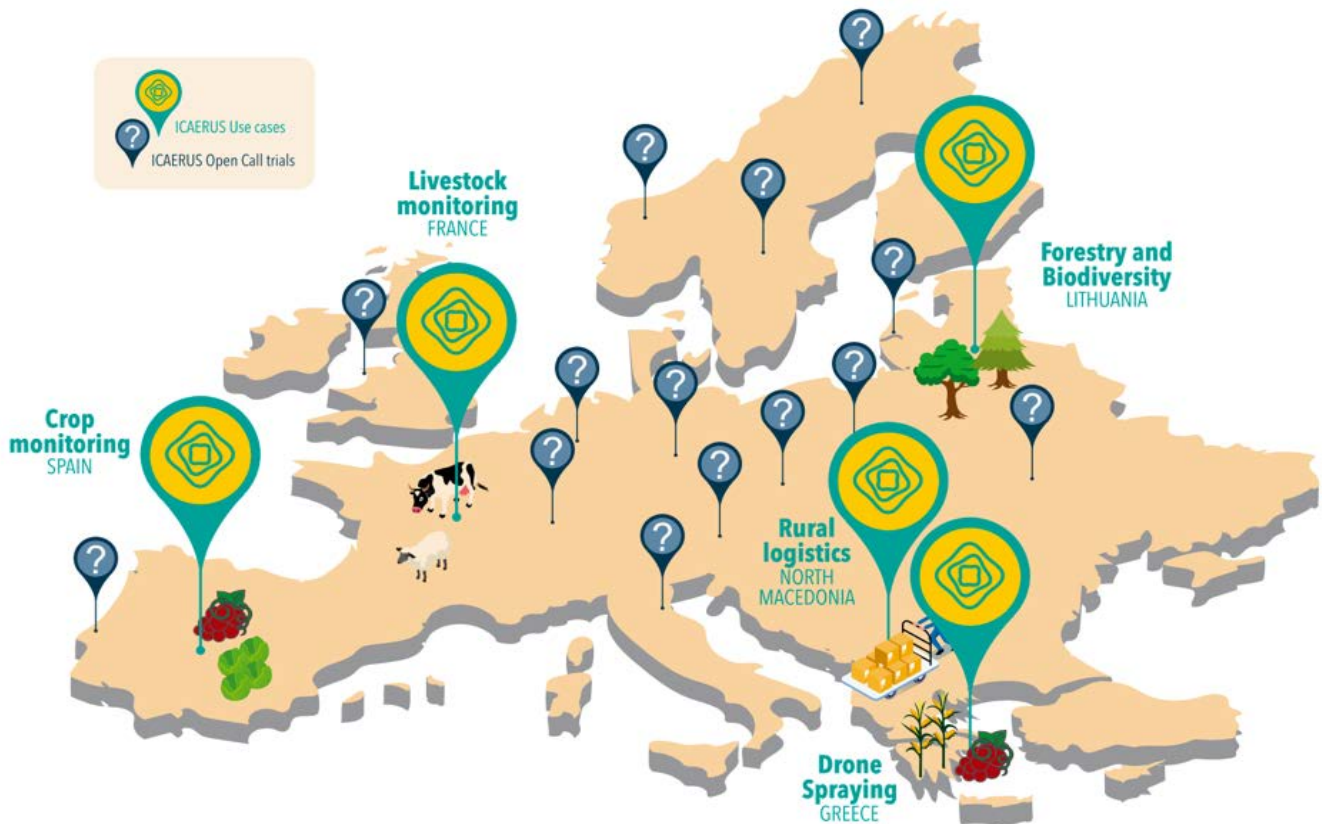 ICAERUS Use cases
?
ICAERUS Open Call trials
?
?
?
Livestock
monitoring
FRANCE
?
?
Forestry and
Biodiversity
LITHUANIA
?
?
?
?
?
Crop
monitoring
SPAIN
?
?
Rural
logistics
NORTH
MACEDONIA
?
?
Drone
Spraying
GREECE